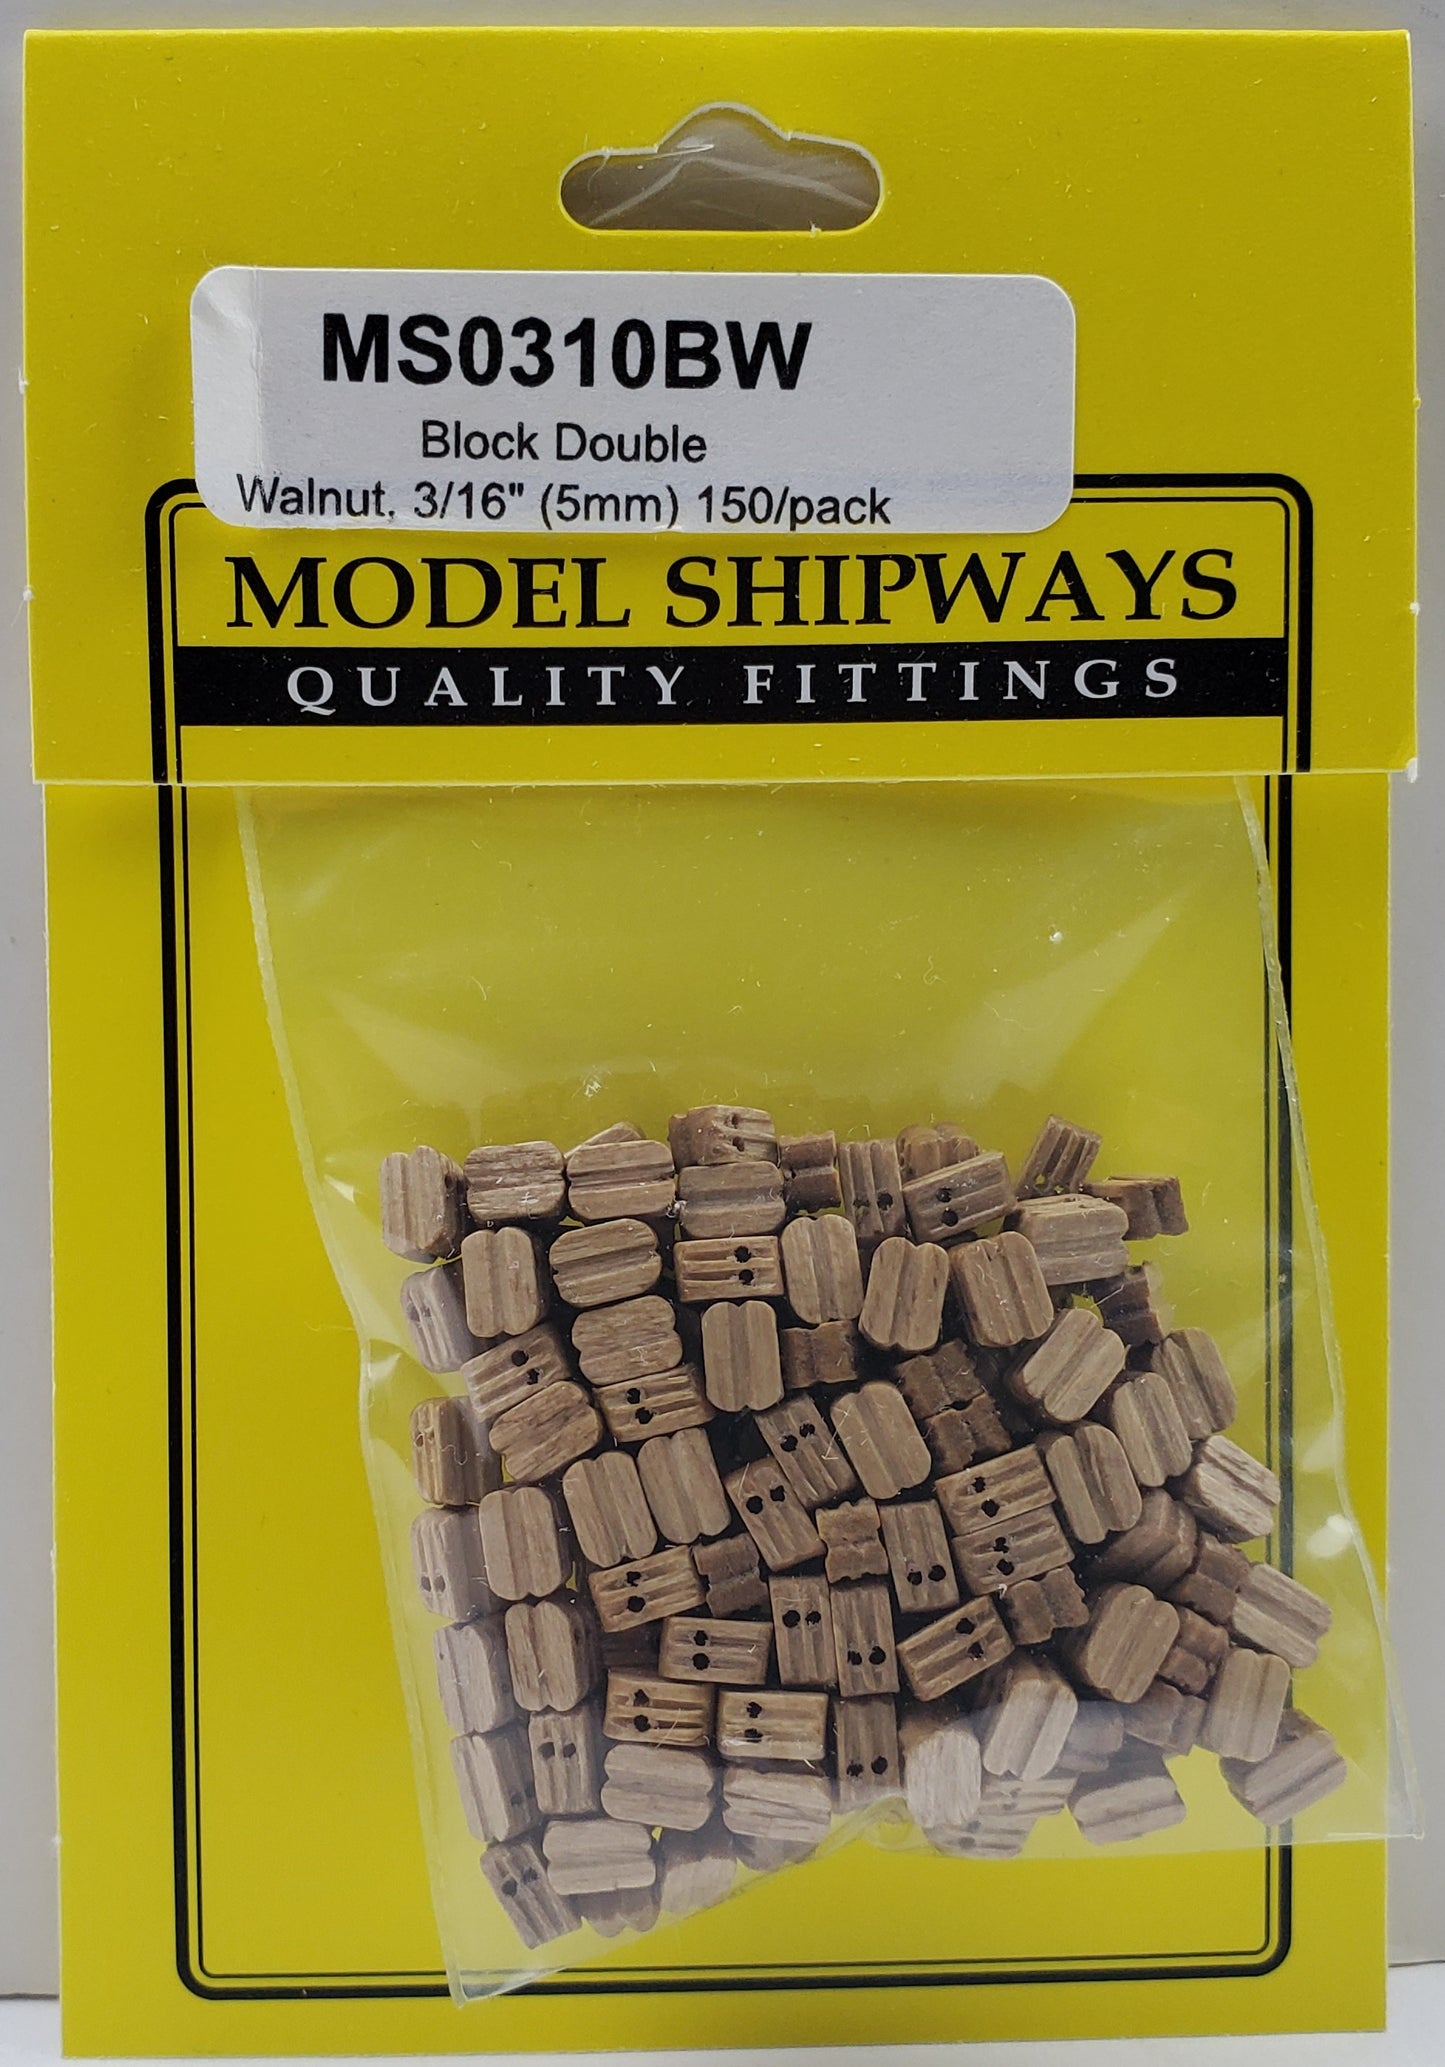 MS0310BW
Block Double
Walnut, 3/16" (5mm) 150/pack
MODEL SHIPWAYS
QUALITY FITTINGS